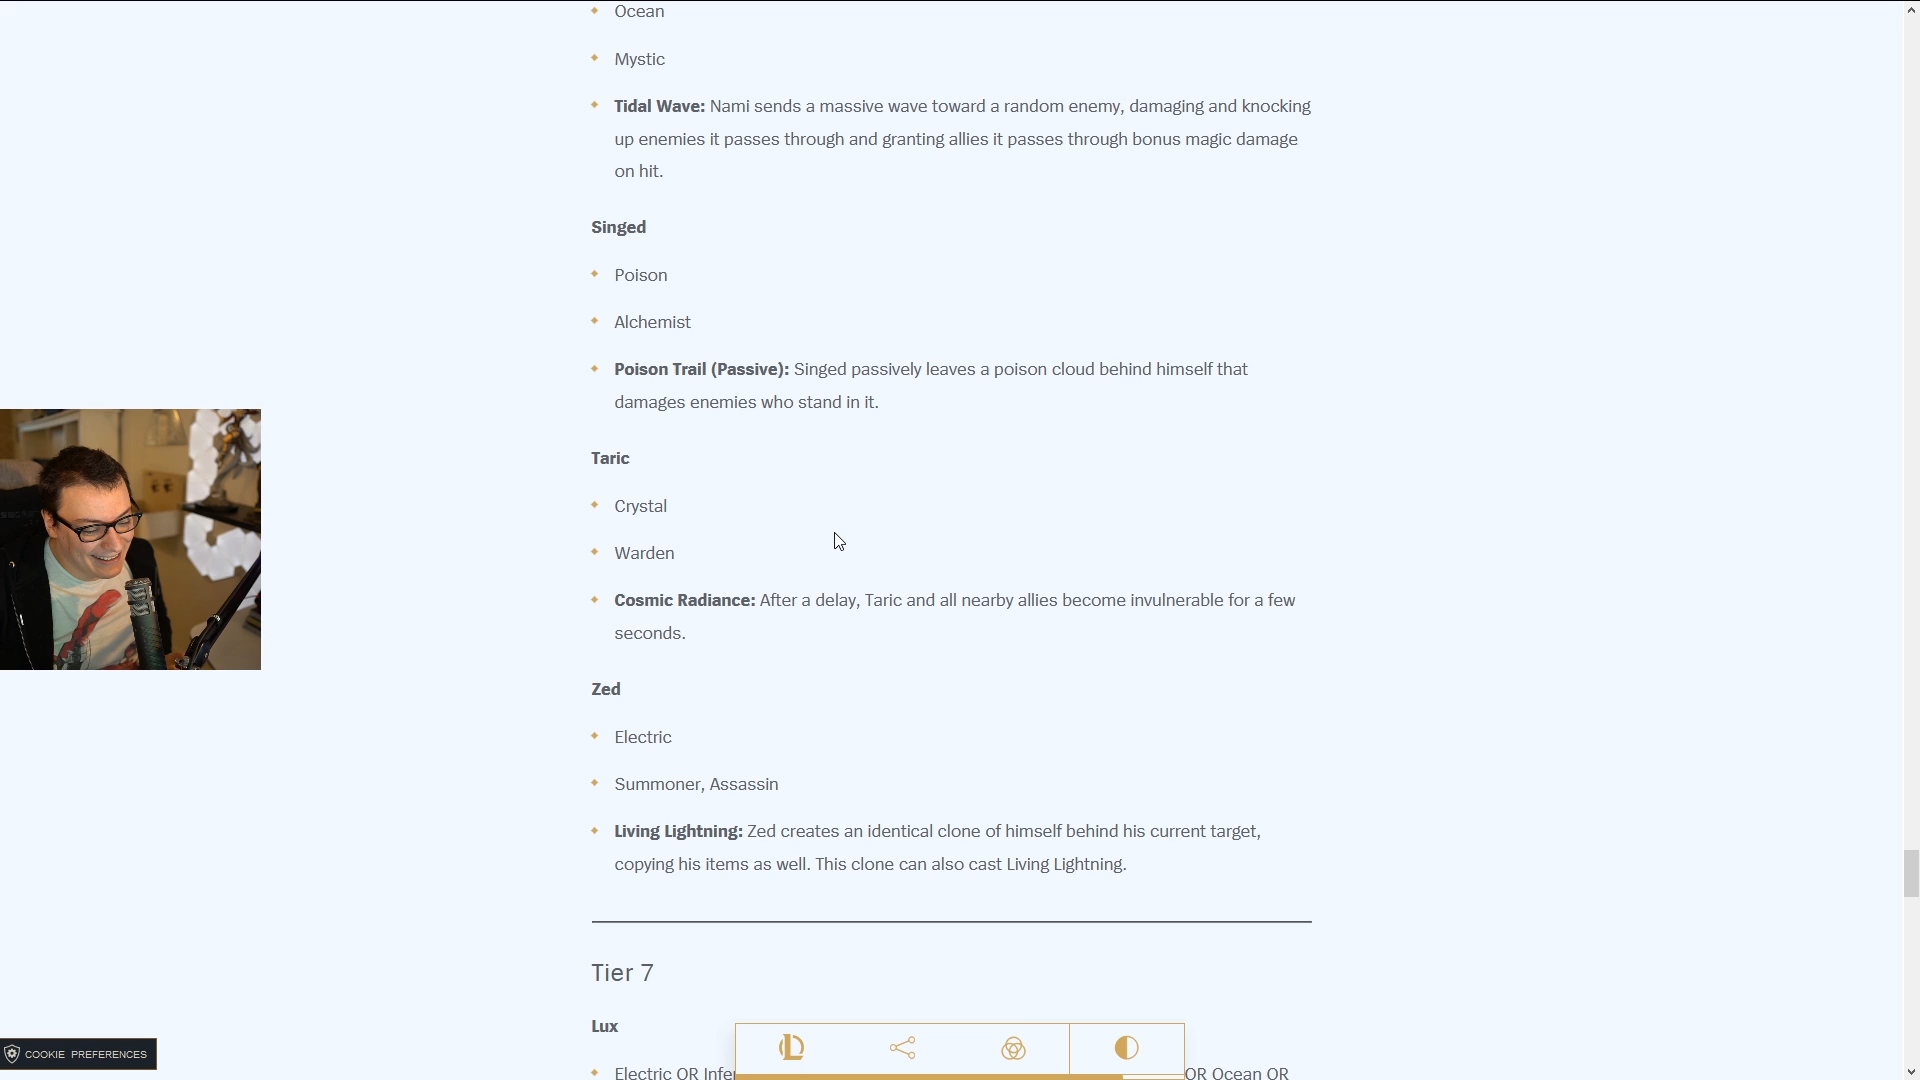 Ocean
Mystic
Tidal Wave: Nami sends a massive wave toward a random enemy, damaging and knocking
up enemies it passes through and granting allies it passes through bonus magic damage
on hit.
Singed
Poison
Alchemist
Poison Trail (Passive): Singed passively leaves a poison cloud behind himself that
damages enemies who stand in it.
Taric
Crystal
Warden
Cosmic Radiance: After a delay, Taric and all nearby allies become invulnerable for a few
seconds.
Zed
Electric
Summoner, Assassin
Living Lightning: Zed creates an identical clone of himself behind his current target,
copying his items as well. This clone can also cast Living Lightning.
Tier 7
Lux
Electric OR OR Ocean OR
COOKIE PREFERENCES